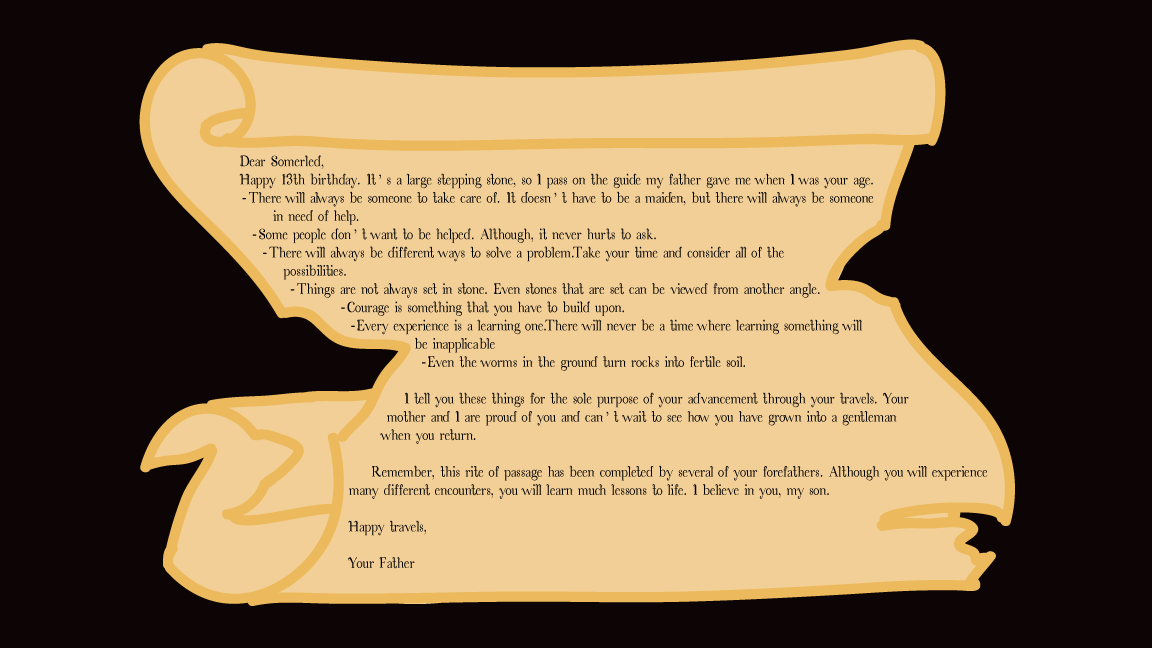 Dear Somerled,
Happy 13th birthday. It's a large stepping stone, so I pass on the guide my father gave me when I was your age.
-There will always be someone to take care of. It doesn't have to be a maiden, but there will always be someone
in need of help.
-Some people don't want to be helped. Although, it never hurts to ask.
-There will always be different ways to solve a problem.Take your time and consider all of the
possibilities.
-Things are not always set in stone. Even stones that are set can be viewed from another angle.
-Courage is something that you have to build upon.
-Every experience is a learning one.There will never be a time where learning something will
be inapplicable
-Even the worms in the ground turn rocks into fertile soil.
I tell you these things for the sole purpose of your advancement through your travels. Your
mother and I are proud of you and can't wait to see how you have grown into a gentleman
when you return.
Remember, this rite of passage has been completed by several of your forefathers. Although you will experience
many different encounters, you will learn much lessons to life. I believe in you, my son.
Happy travels,
Your Father